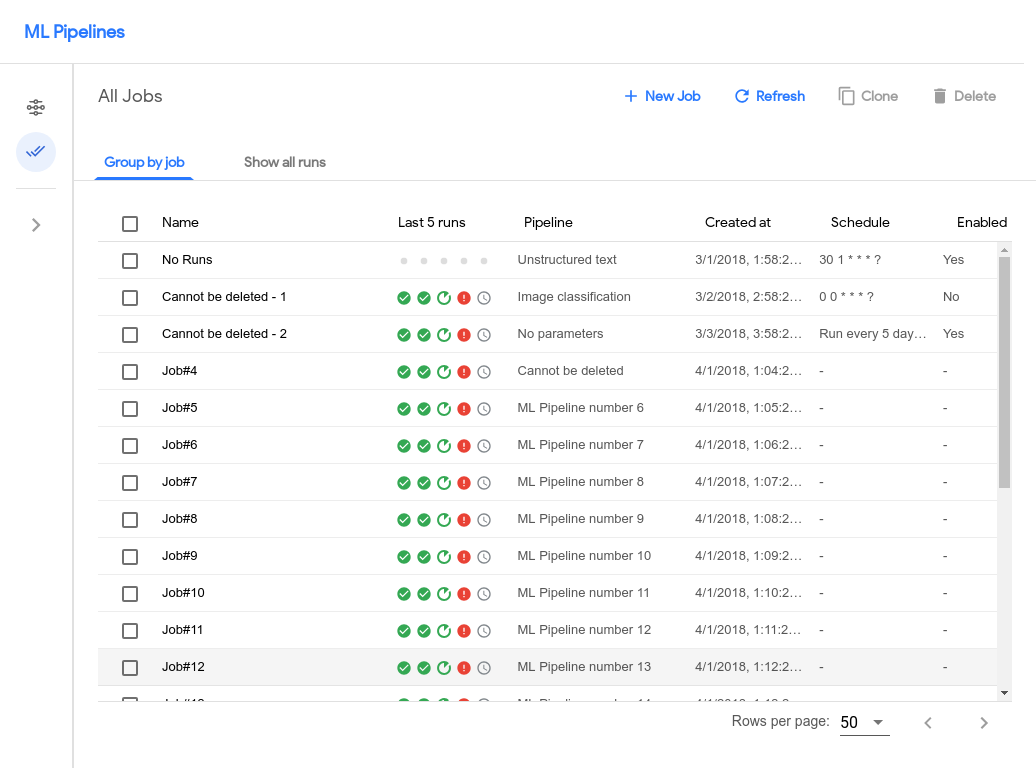 ML Pipelines
All Jobs + New Job Refresh Clone Delete
Group by job Show all runs
Name Last 5 runs Pipeline Created at Schedule Enabled
No Runs Unstructured text 3/1/2018, 1:58:2… 30 1 * * * ? Yes
Cannot be deleted - 1 Image classification 3/2/2018, 2:58:2… 0 0 * * * ? No
Cannot be deleted - 2 No parameters 3/3/2018, 3:58:2… Run every 5 day… Yes
Job#4 Cannot be deleted 4/1/2018, 1:04:2… - -
Job#5 ML Pipeline number 6 4/1/2018, 1:05:2… - -
Job#6 ML Pipeline number 7 4/1/2018, 1:06:2… - -
Job#7 ML Pipeline number 8 4/1/2018, 1:07:2… - -
Job#8 ML Pipeline number 9 4/1/2018, 1:08:2… - -
Job#9 ML Pipeline number 10 4/1/2018, 1:09:2… - -
Job#10 ML Pipeline number 11 4/1/2018, 1:10:2… - -
Job#11 ML Pipeline number 12 4/1/2018, 1:11:2… - -
Job#12 ML Pipeline number 13 4/1/2018, 1:12:2… - -
Rows per page: 50